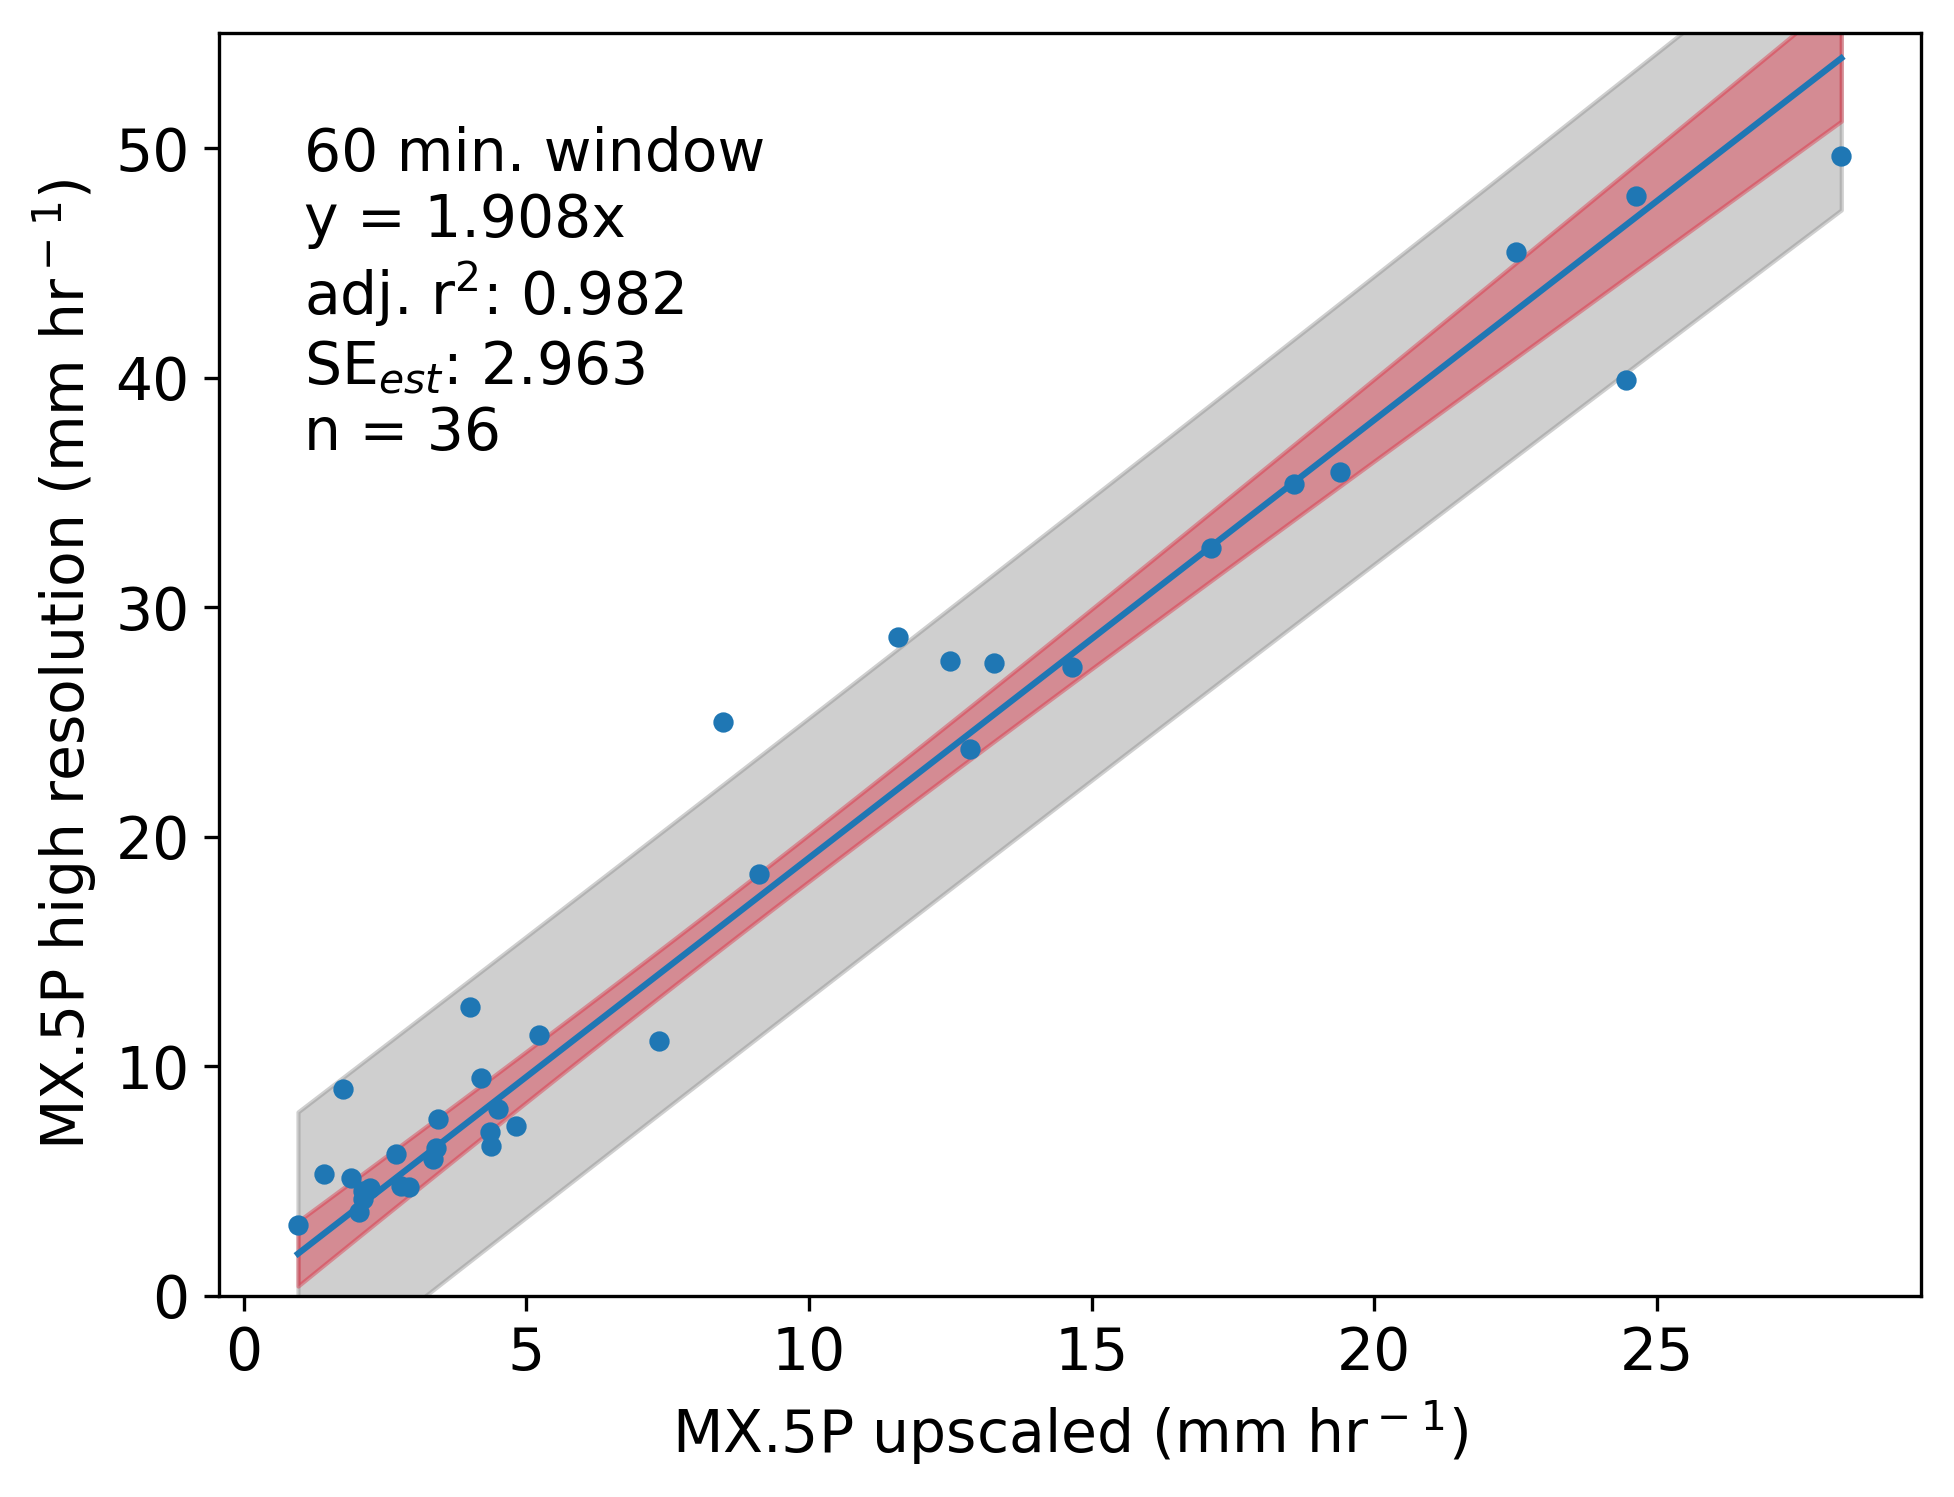 60 min. window
y = 1.908x
adj. r²: 0.982
SEₑₛₜ: 2.963
n = 36
MX.5P high resolution (mm hr⁻¹)
50
40
30
20
10
0
0 5 10 15 20 25
MX.5P upscaled (mm hr⁻¹)